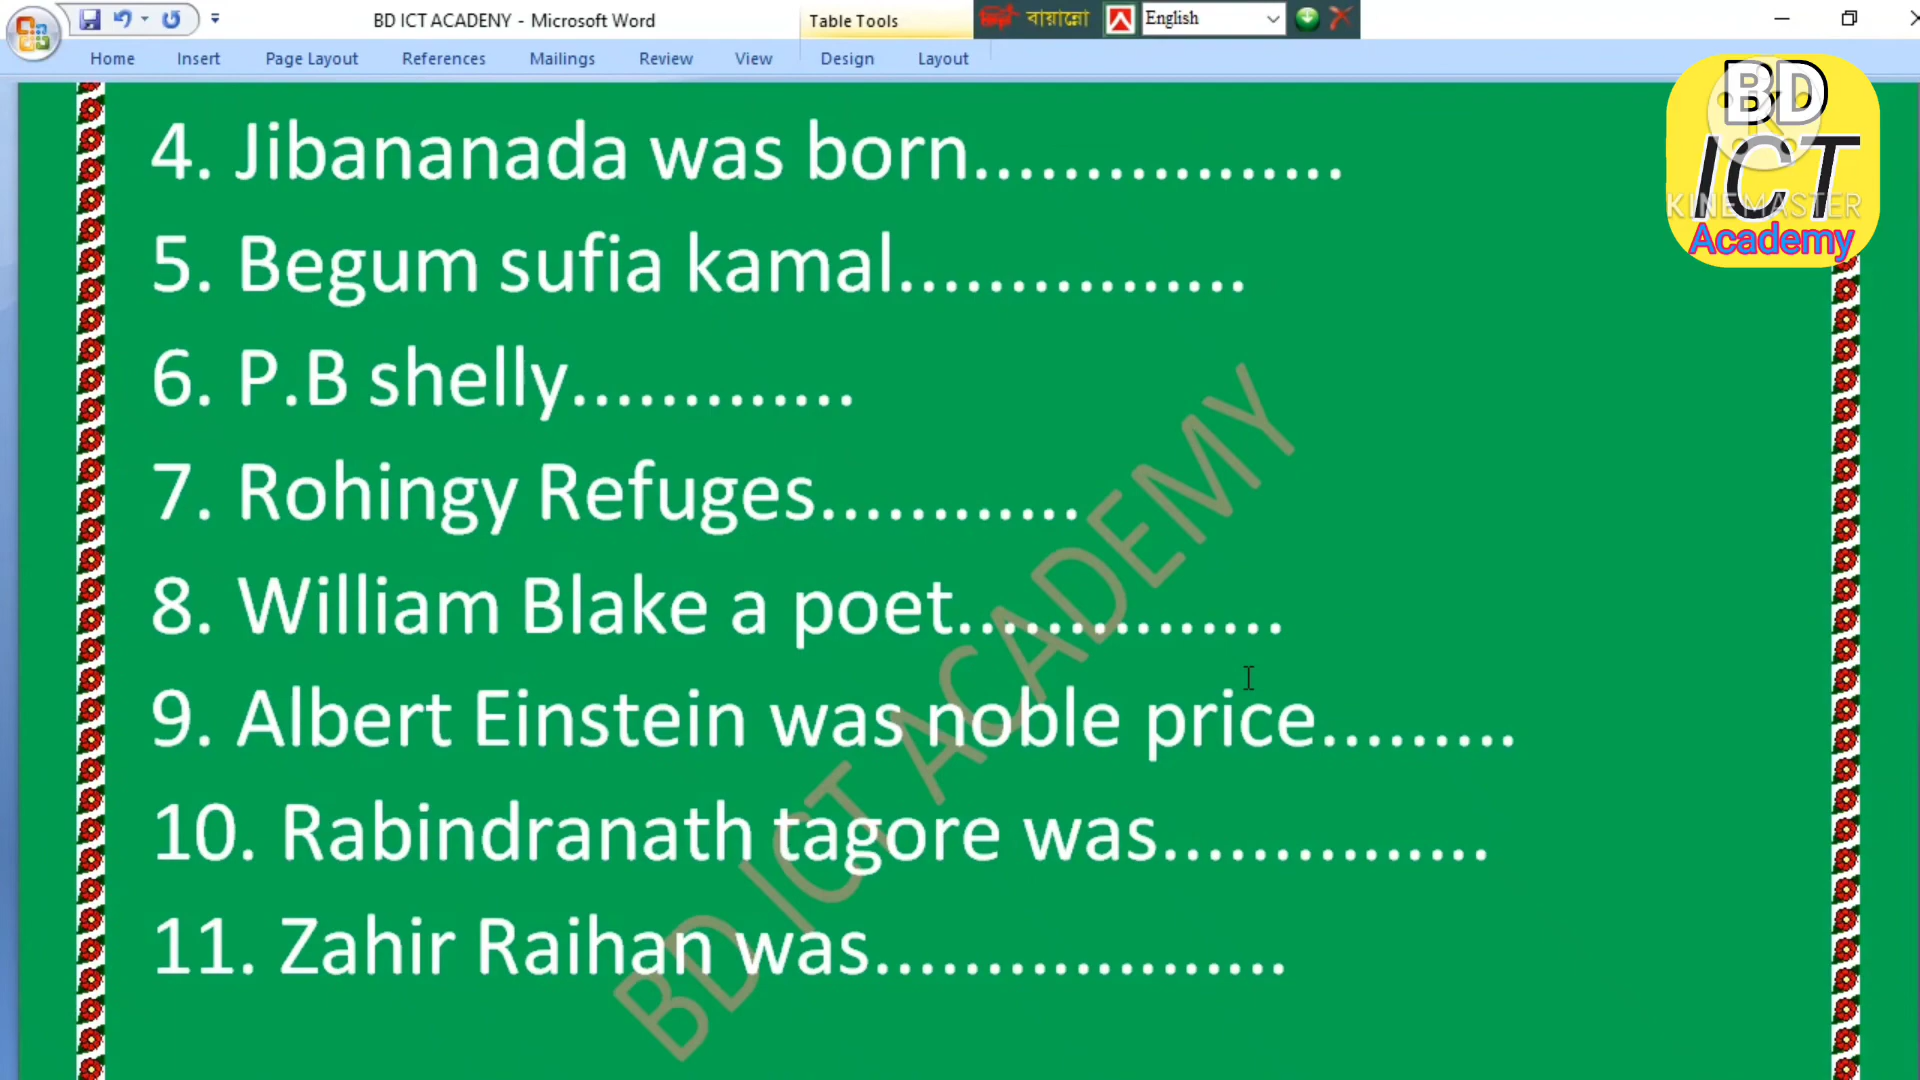 BD ICT ACADENY - Microsoft Word
Table Tools
বায়ান্নো
English
Home Insert Page Layout References Mailings Review View Design Layout
BD
ICT
KINEMASTER
Academy
4. Jibananada was born.................
5. Begum sufia kamal................
6. P.B shelly.............
7. Rohingy Refuges............
8. William Blake a poet...............
9. Albert Einstein was noble price.........
10. Rabindranath tagore was...............
11. Zahir Raihan was...................
BD ICT ACADEMY